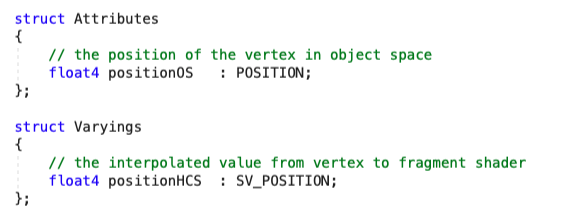 struct Attributes
{
    // the position of the vertex in object space
    float4 positionOS   : POSITION;
};
struct Varyings
{
    // the interpolated value from vertex to fragment shader
    float4 positionHCS  : SV_POSITION;
};